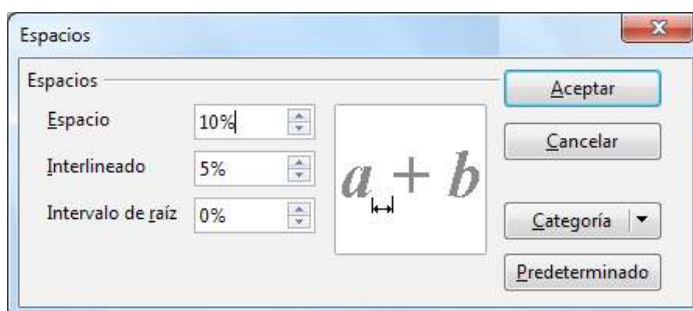 Espacios
Espacios
Espacio 10%
Interlineado 5%
Intervalo de raíz 0%
a + b
Aceptar
Cancelar
Categoría
Predeterminado